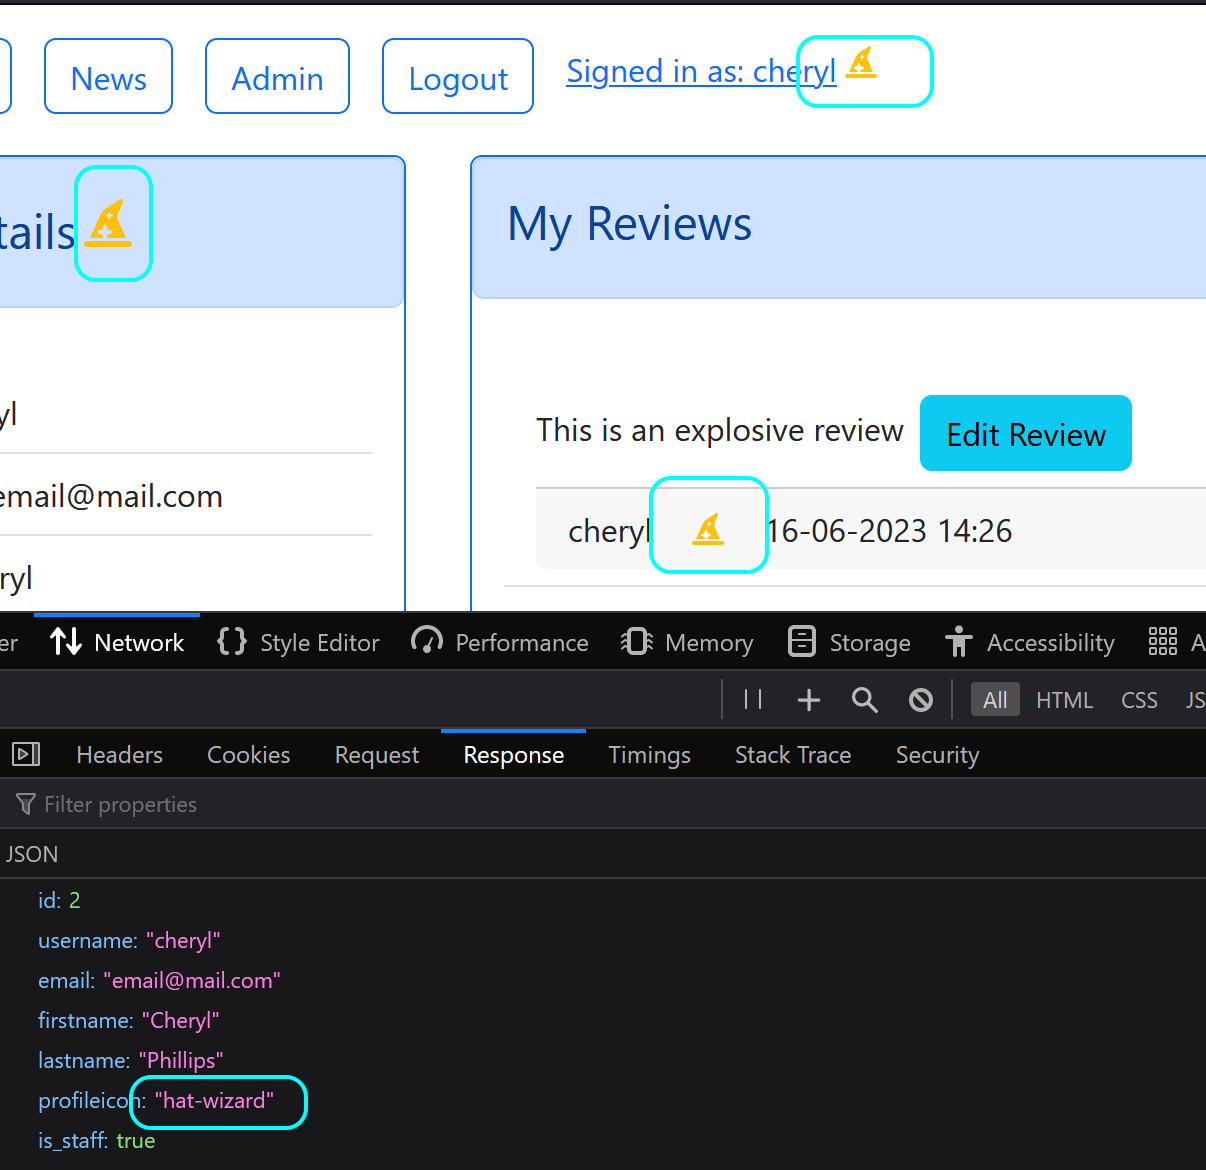 News Admin Logout Signed in as: cheryl
tails
My Reviews
yl
This is an explosive review Edit Review
email@mail.com
cheryl 16-06-2023 14:26
ryl
er Network {} Style Editor Performance Memory Storage Accessibility A
All HTML CSS JS
Headers Cookies Request Response Timings Stack Trace Security
Filter properties
JSON
id: 2
username: "cheryl"
email: "email@mail.com"
firstname: "Cheryl"
lastname: "Phillips"
profileicon: "hat-wizard"
is_staff: true